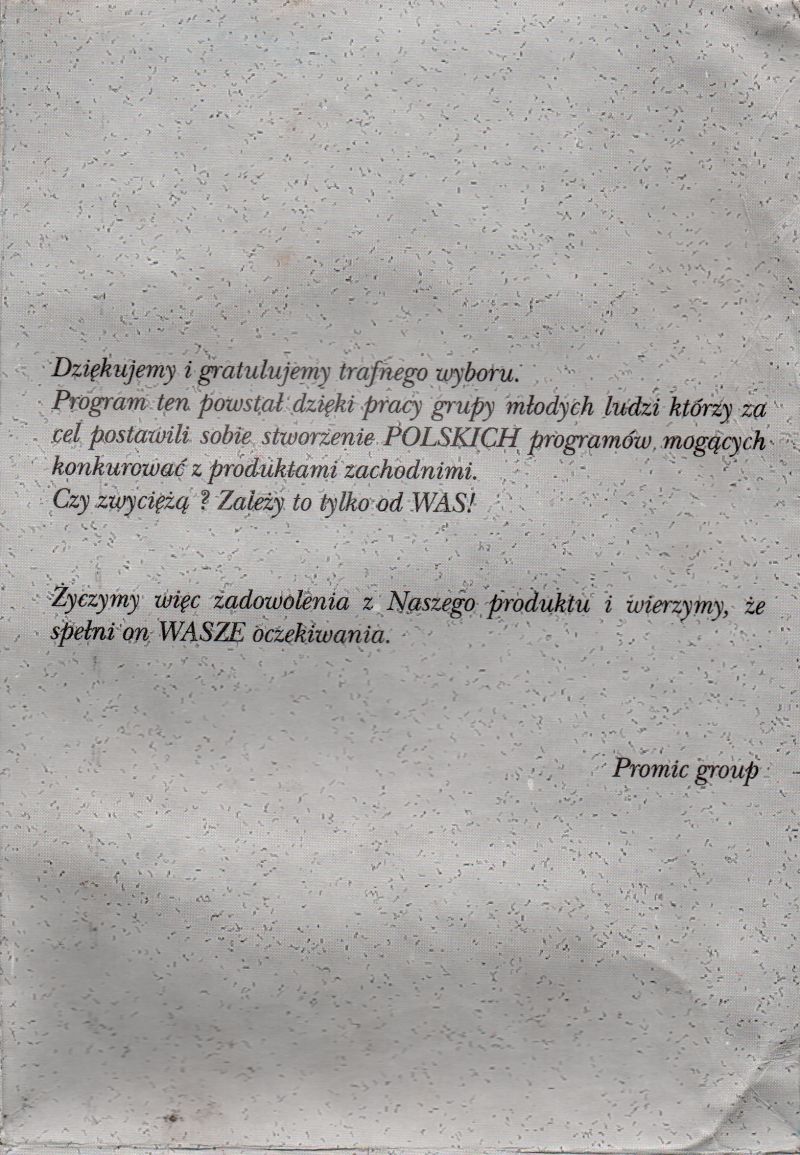 Dziękujemy i gratulujemy trafnego wyboru.
Program ten powstał dzięki pracy grupy młodych ludzi którzy za
cel postawili sobie stworzenie POLSKICH programów mogących
konkurować z produktami zachodnimi.
Czy zwyciężą ? Zależy to tylko od WAS!
Życzymy więc zadowolenia z Naszego produktu i wierzymy, że
spełni on WASZE oczekiwania.
Promic group